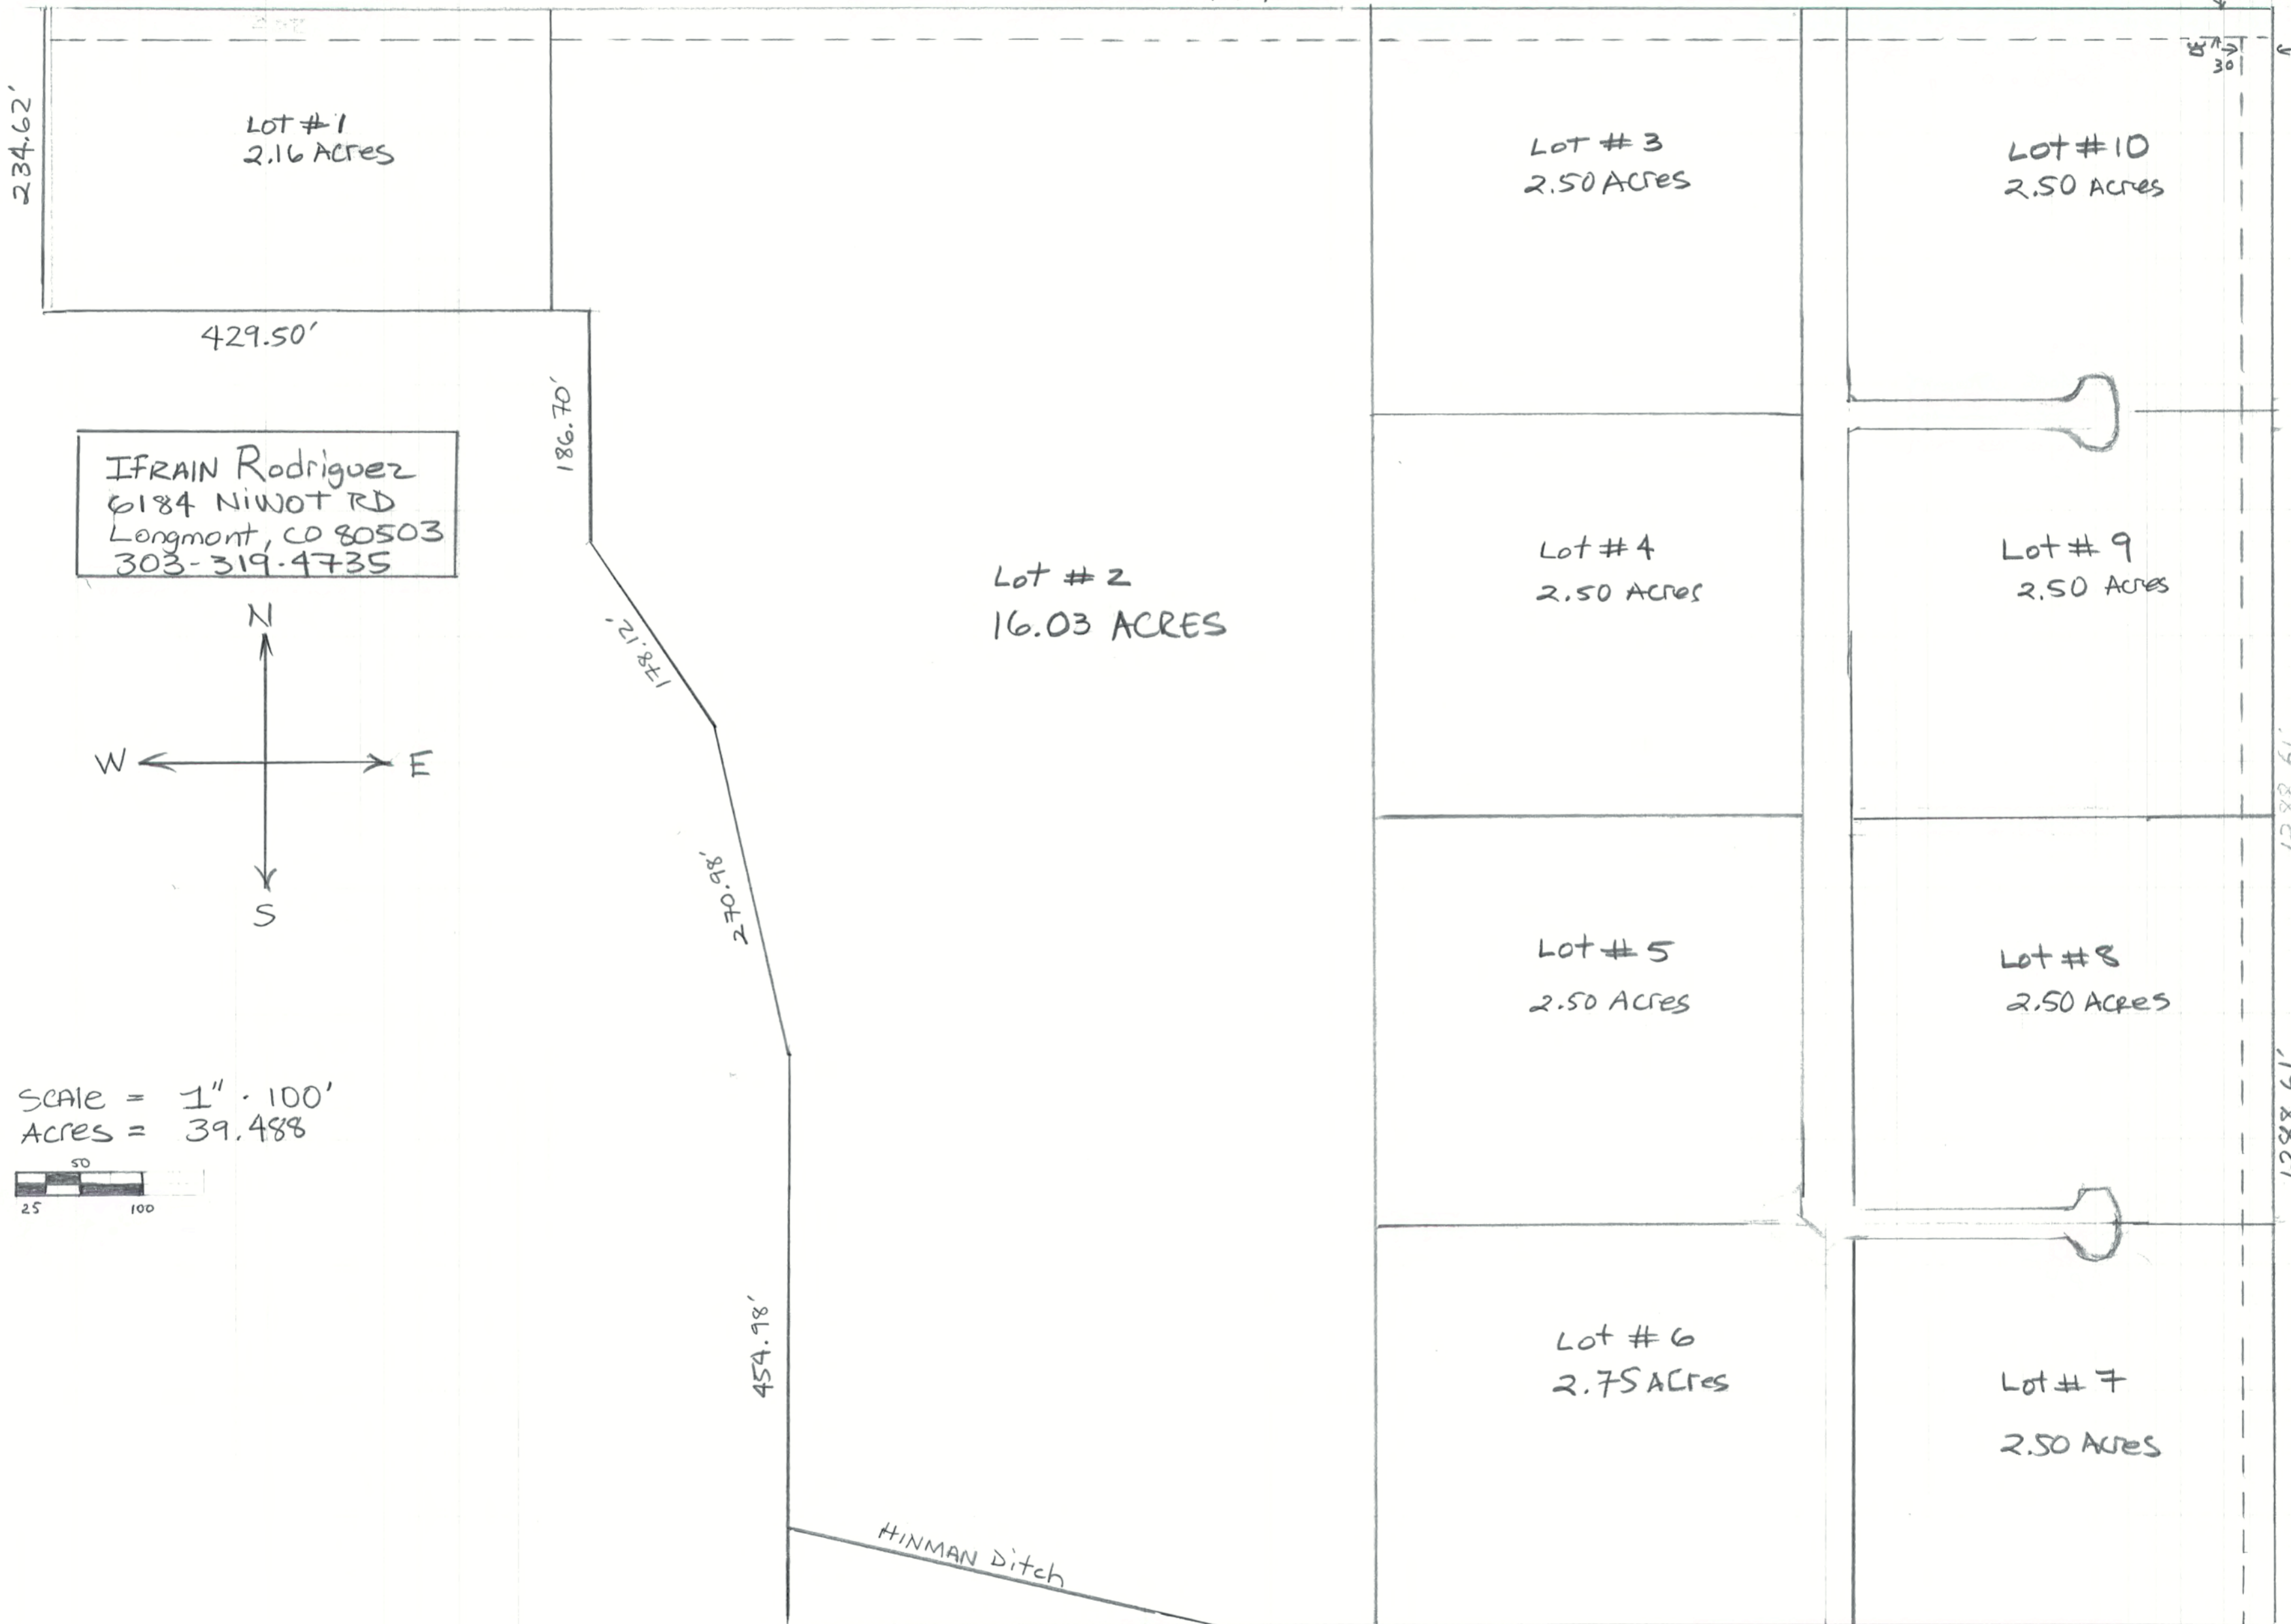 30
Lot #1
2.16 Acres
234.62'
429.50'
Lot # 3
2.50 Acres
Lot #10
2.50 Acres
186.70'
IFRAIN Rodriguez
6184 NiWOT RD
Longmont, CO 80503
303-319-4735
N
W
E
S
178.12'
Lot # 2
16.03 ACRES
Lot #4
2.50 Acres
Lot # 9
2.50 Acres
270.98'
Lot # 5
2.50 Acres
Lot #8
2.50 Acres
1288.61'
1288.61'
SCAle = 1" · 100'
Acres = 39.488
50
25
100
454.98'
Lot # 6
2.75 Acres
Lot # 7
2.50 Acres
HINMAN Ditch